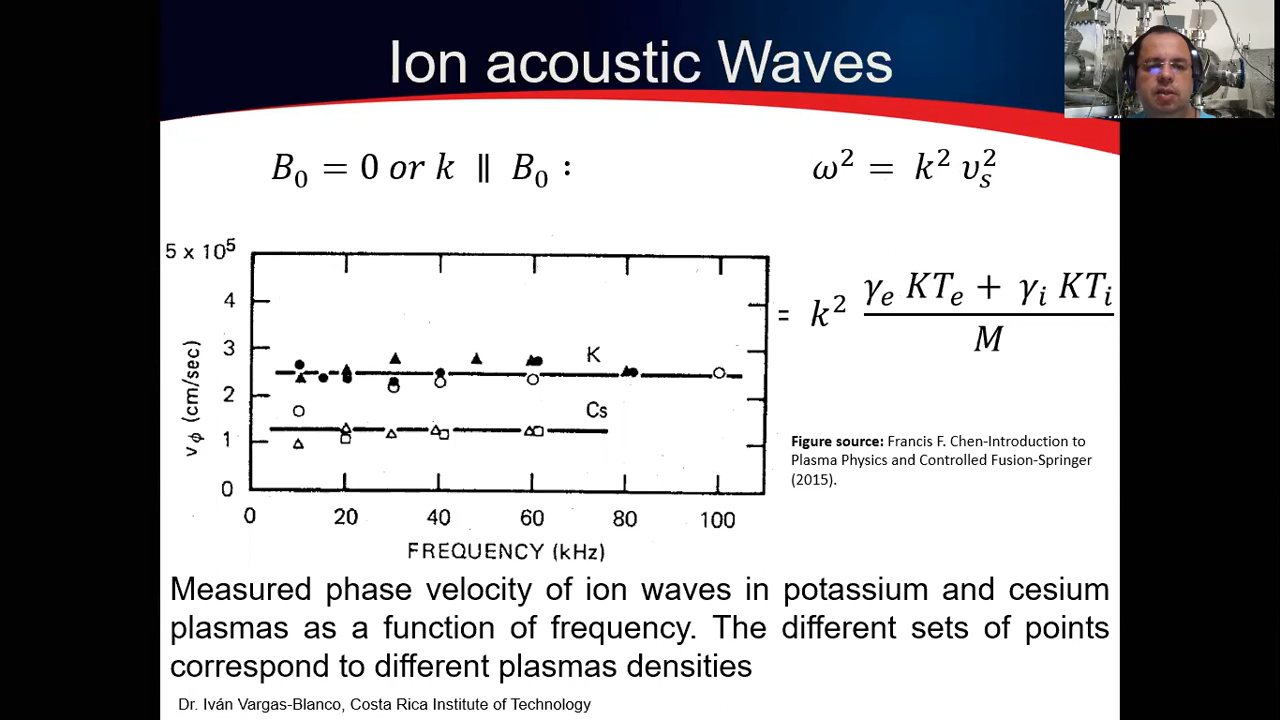 Ion acoustic Waves
B₀ = 0 or k ∥ B₀ :
ω² = k² υₛ²
= k² (γₑ KTₑ + γᵢ KTᵢ) / M
5 x 10⁵
4
3
2
1
0
v ϕ (cm/sec)
K
Cs
0 20 40 60 80 100
FREQUENCY (kHz)
Figure source: Francis F. Chen-Introduction to
Plasma Physics and Controlled Fusion-Springer
(2015).
Measured phase velocity of ion waves in potassium and cesium
plasmas as a function of frequency. The different sets of points
correspond to different plasmas densities
Dr. Iván Vargas-Blanco, Costa Rica Institute of Technology